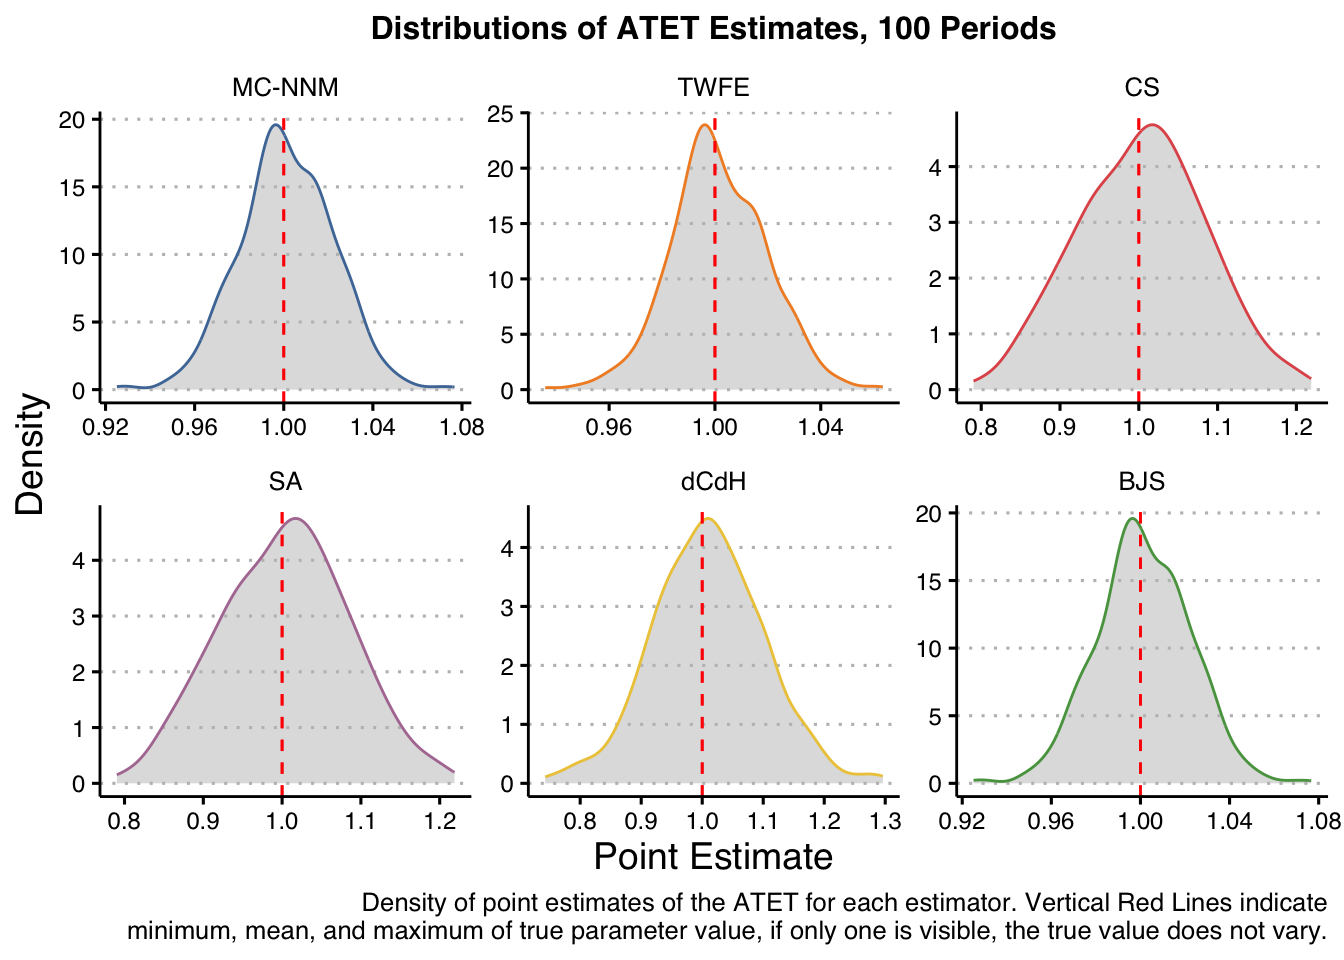 Distributions of ATET Estimates, 100 Periods
MC-NNM
TWFE
CS
20
15
10
5
0
0.92 0.96 1.00 1.04 1.08
25
20
15
10
5
0
0.96 1.00 1.04
4
3
2
1
0
0.8 0.9 1.0 1.1 1.2
Density
SA
dCdH
BJS
4
3
2
1
0
0.8 0.9 1.0 1.1 1.2
4
3
2
1
0
0.8 0.9 1.0 1.1 1.2 1.3
20
15
10
5
0
0.92 0.96 1.00 1.04 1.08
Point Estimate
Density of point estimates of the ATET for each estimator. Vertical Red Lines indicate
minimum, mean, and maximum of true parameter value, if only one is visible, the true value does not vary.